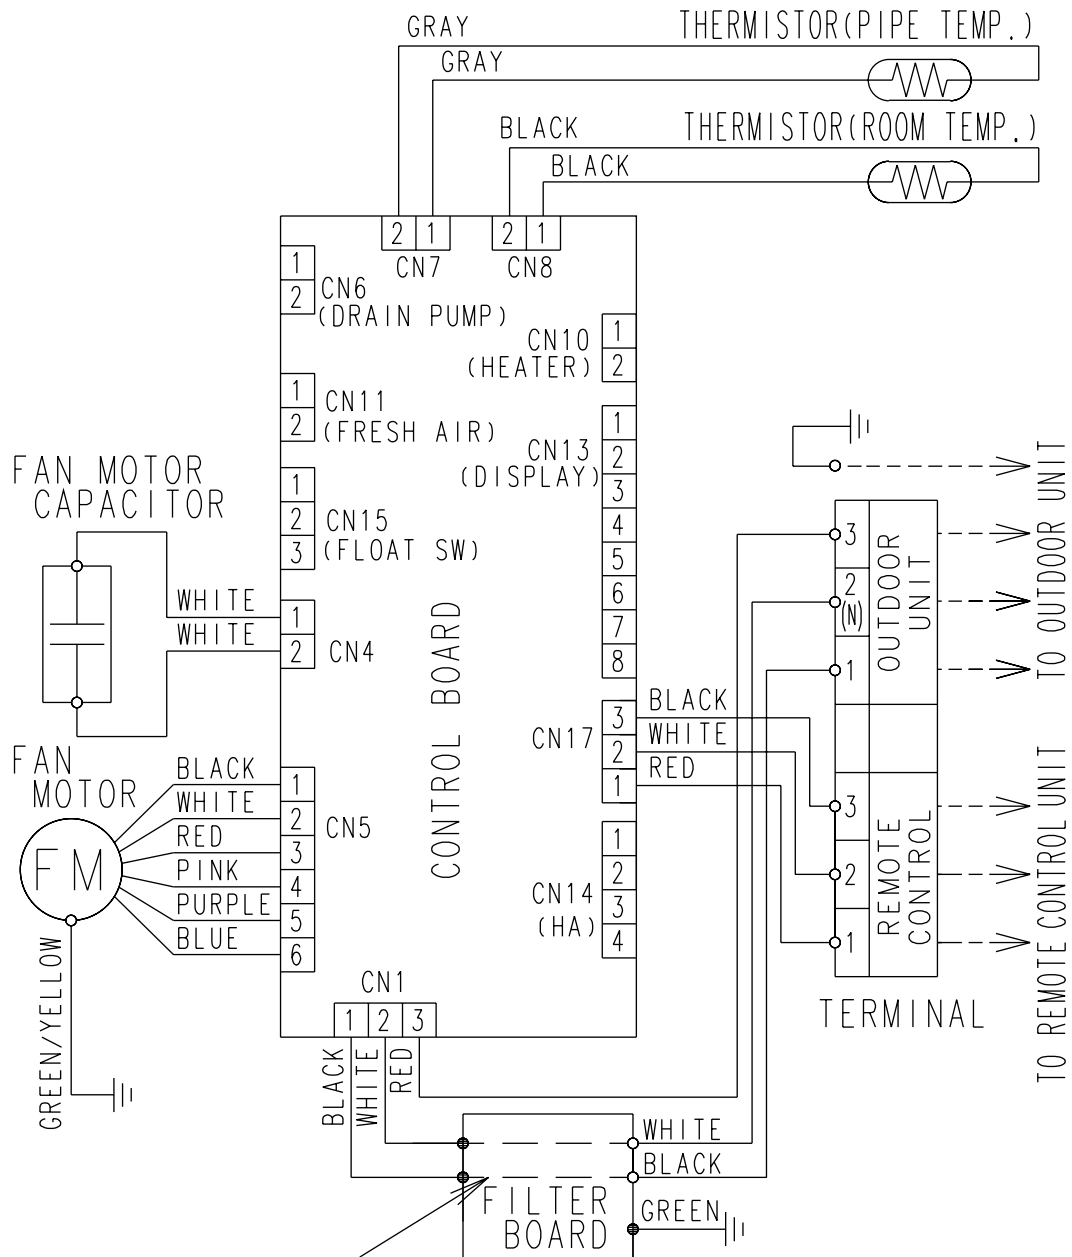 GRAY
THERMISTOR(PIPE TEMP.)
GRAY
BLACK
THERMISTOR(ROOM TEMP.)
BLACK
2 1
CN7
2 1
CN8
1
2
CN6
(DRAIN PUMP)
CN10
(HEATER)
1
2
1
2
CN11
(FRESH AIR)
CN13
(DISPLAY)
1
2
3
4
5
6
7
8
1
2
3
CN15
(FLOAT SW)
FAN MOTOR
CAPACITOR
WHITE
WHITE
1
2
CN4
CONTROL BOARD
CN17
3
2
1
BLACK
WHITE
RED
FAN
MOTOR
FM
BLACK
WHITE
RED
PINK
PURPLE
BLUE
1
2
3
4
5
6
CN5
GREEN/YELLOW
CN14
(HA)
1
2
3
4
CN1
1 2 3
BLACK
WHITE
RED
3
2
(N)
1
OUTDOOR
UNIT
3
2
1
REMOTE
CONTROL
TERMINAL
TO OUTDOOR UNIT
TO REMOTE CONTROL UNIT
WHITE
BLACK
FILTER
BOARD
GREEN